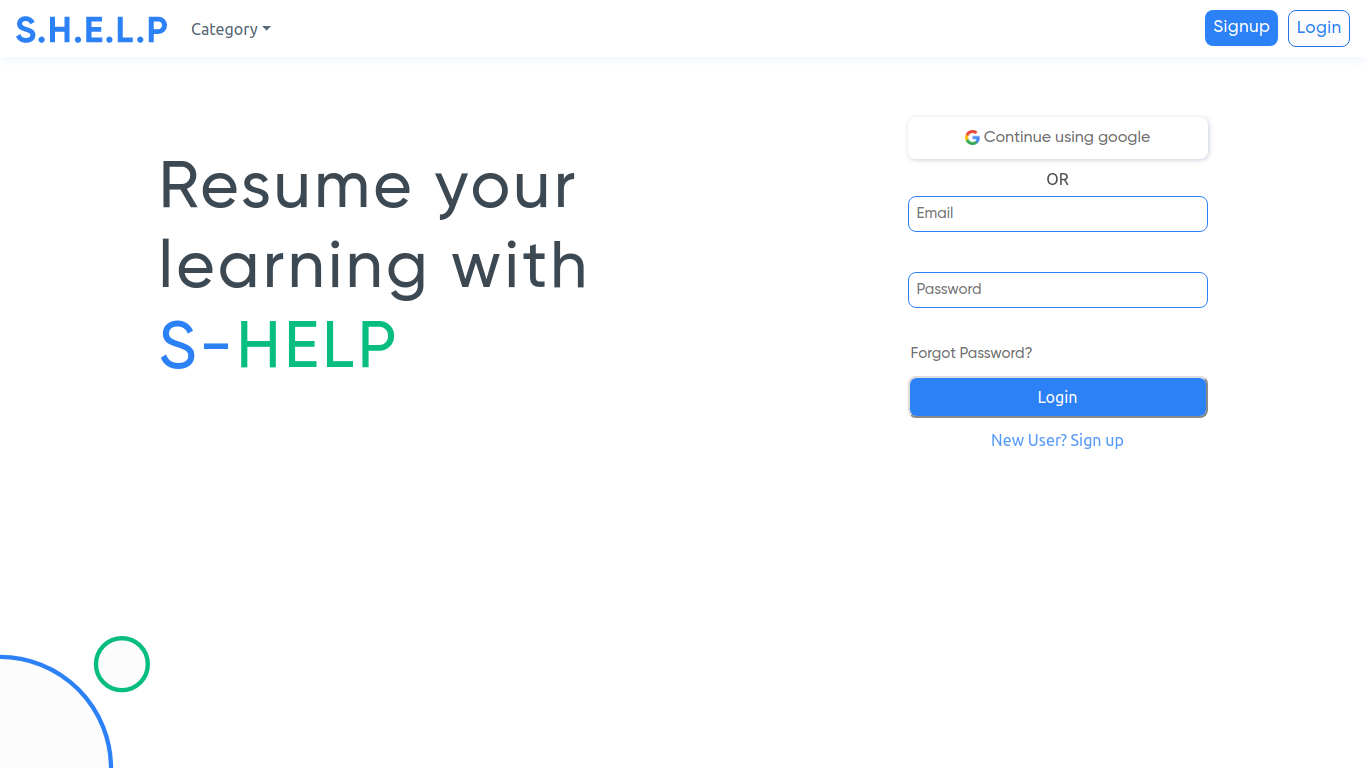 S.H.E.L.P
Category
Signup
Login
Resume your
learning with
S-HELP
Continue using google
OR
Email
Password
Forgot Password?
Login
New User? Sign up